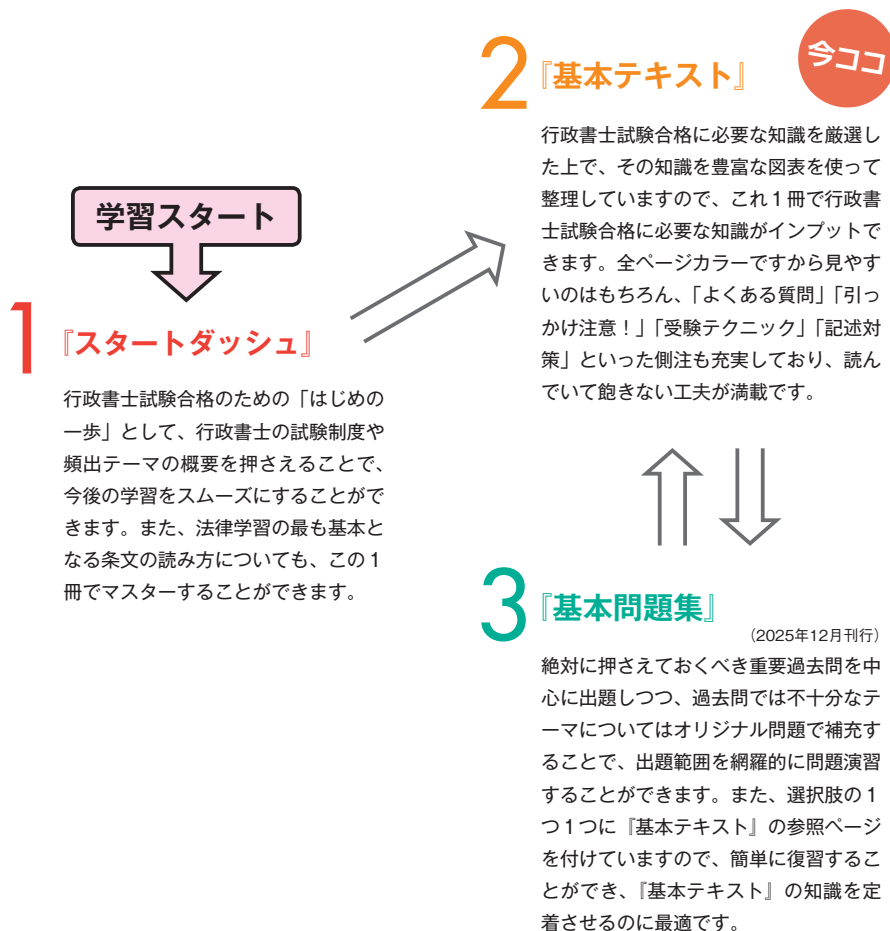 学習スタート
1
『スタートダッシュ』
行政書士試験合格のための「はじめの
一歩」として、行政書士の試験制度や
頻出テーマの概要を押さえることで、
今後の学習をスムーズにすることがで
きます。また、法律学習の最も基本と
なる条文の読み方についても、この1
冊でマスターすることができます。
2
『基本テキスト』
今ココ
行政書士試験合格に必要な知識を厳選し
た上で、その知識を豊富な図表を使って
整理していますので、これ1冊で行政書
士試験合格に必要な知識がインプットで
きます。全ページカラーですから見やす
いのはもちろん、「よくある質問」「引っ
かけ注意！」「受験テクニック」「記述対
策」といった側注も充実しており、読ん
でいて飽きない工夫が満載です。
3
『基本問題集』
（2025年12月刊行）
絶対に押さえておくべき重要過去問を中
心に出題しつつ、過去問では不十分なテ
ーマについてはオリジナル問題で補充す
ることで、出題範囲を網羅的に問題演習
することができます。また、選択肢の1
つ1つに『基本テキスト』の参照ページ
を付けていますので、簡単に復習するこ
とができ、『基本テキスト』の知識を定
着させるのに最適です。